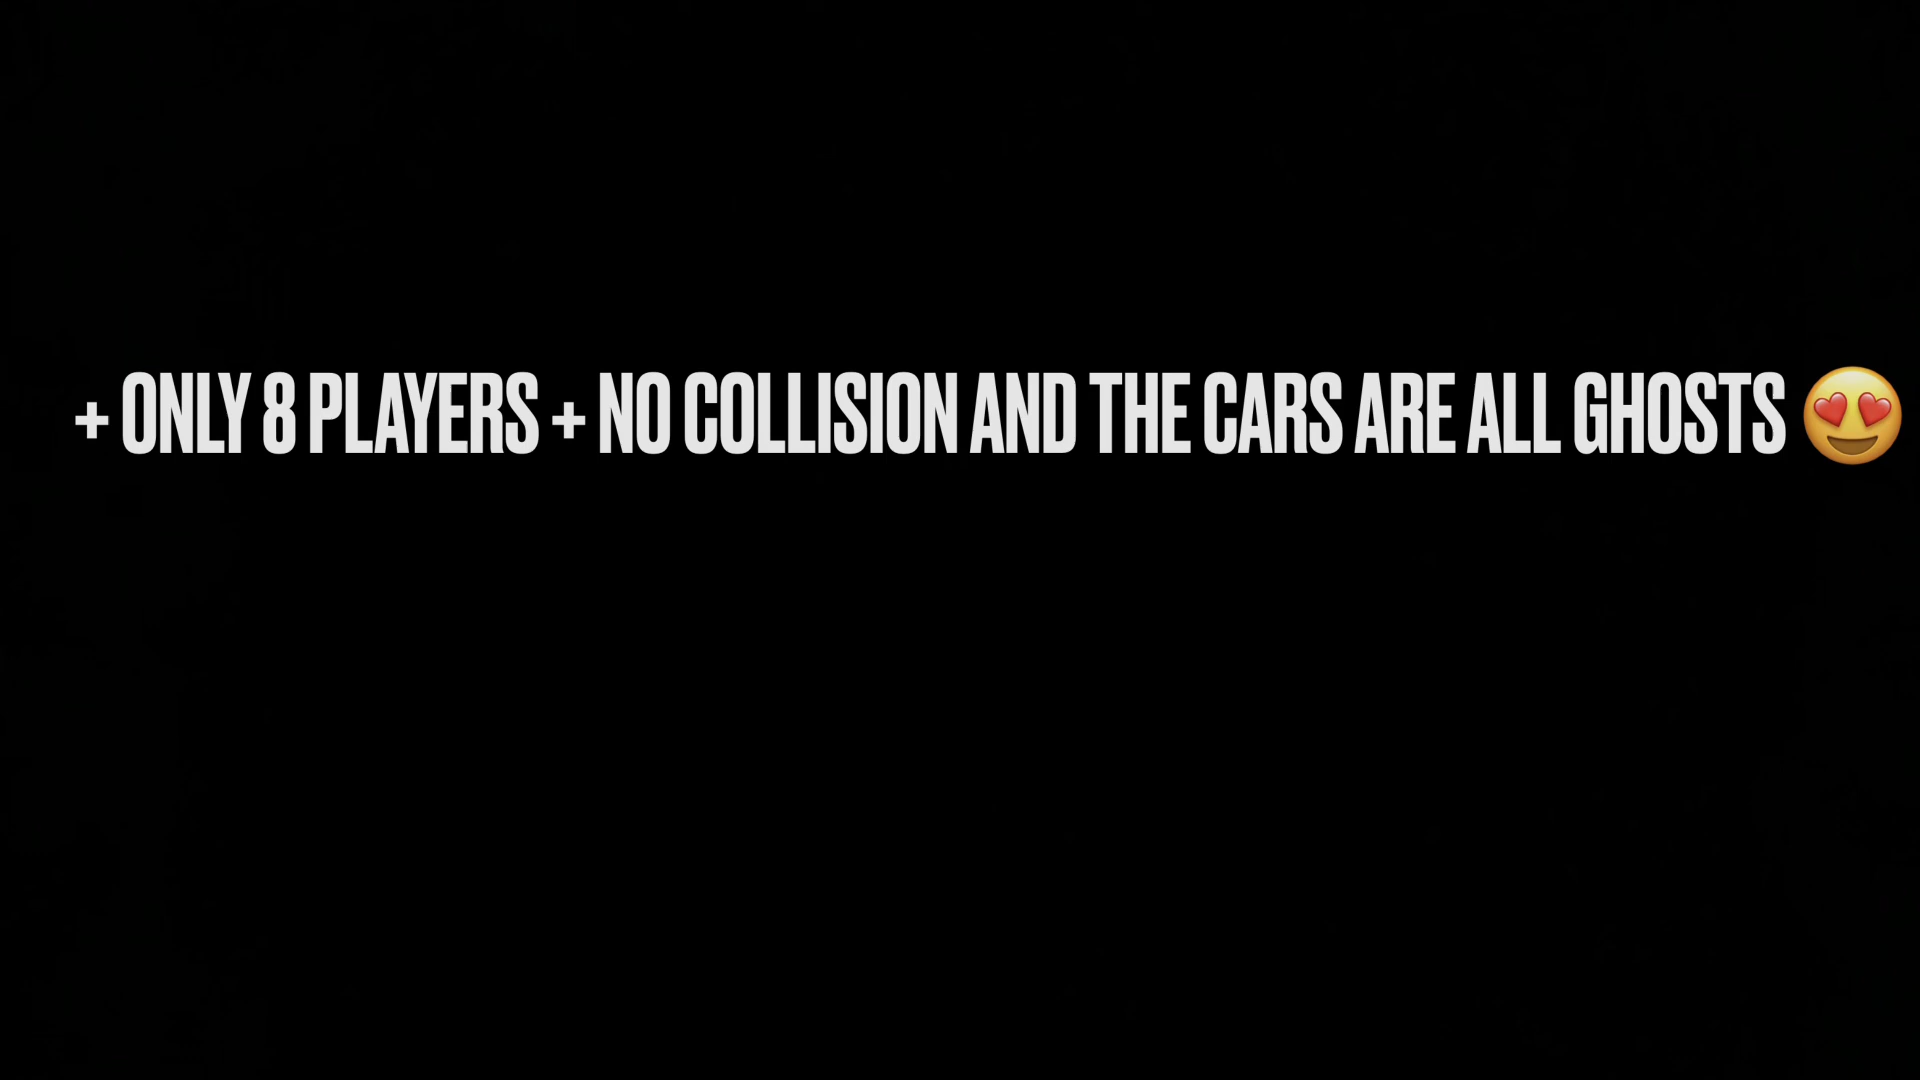 + ONLY 8 PLAYERS + NO COLLISION AND THE CARS ARE ALL GHOSTS 😍